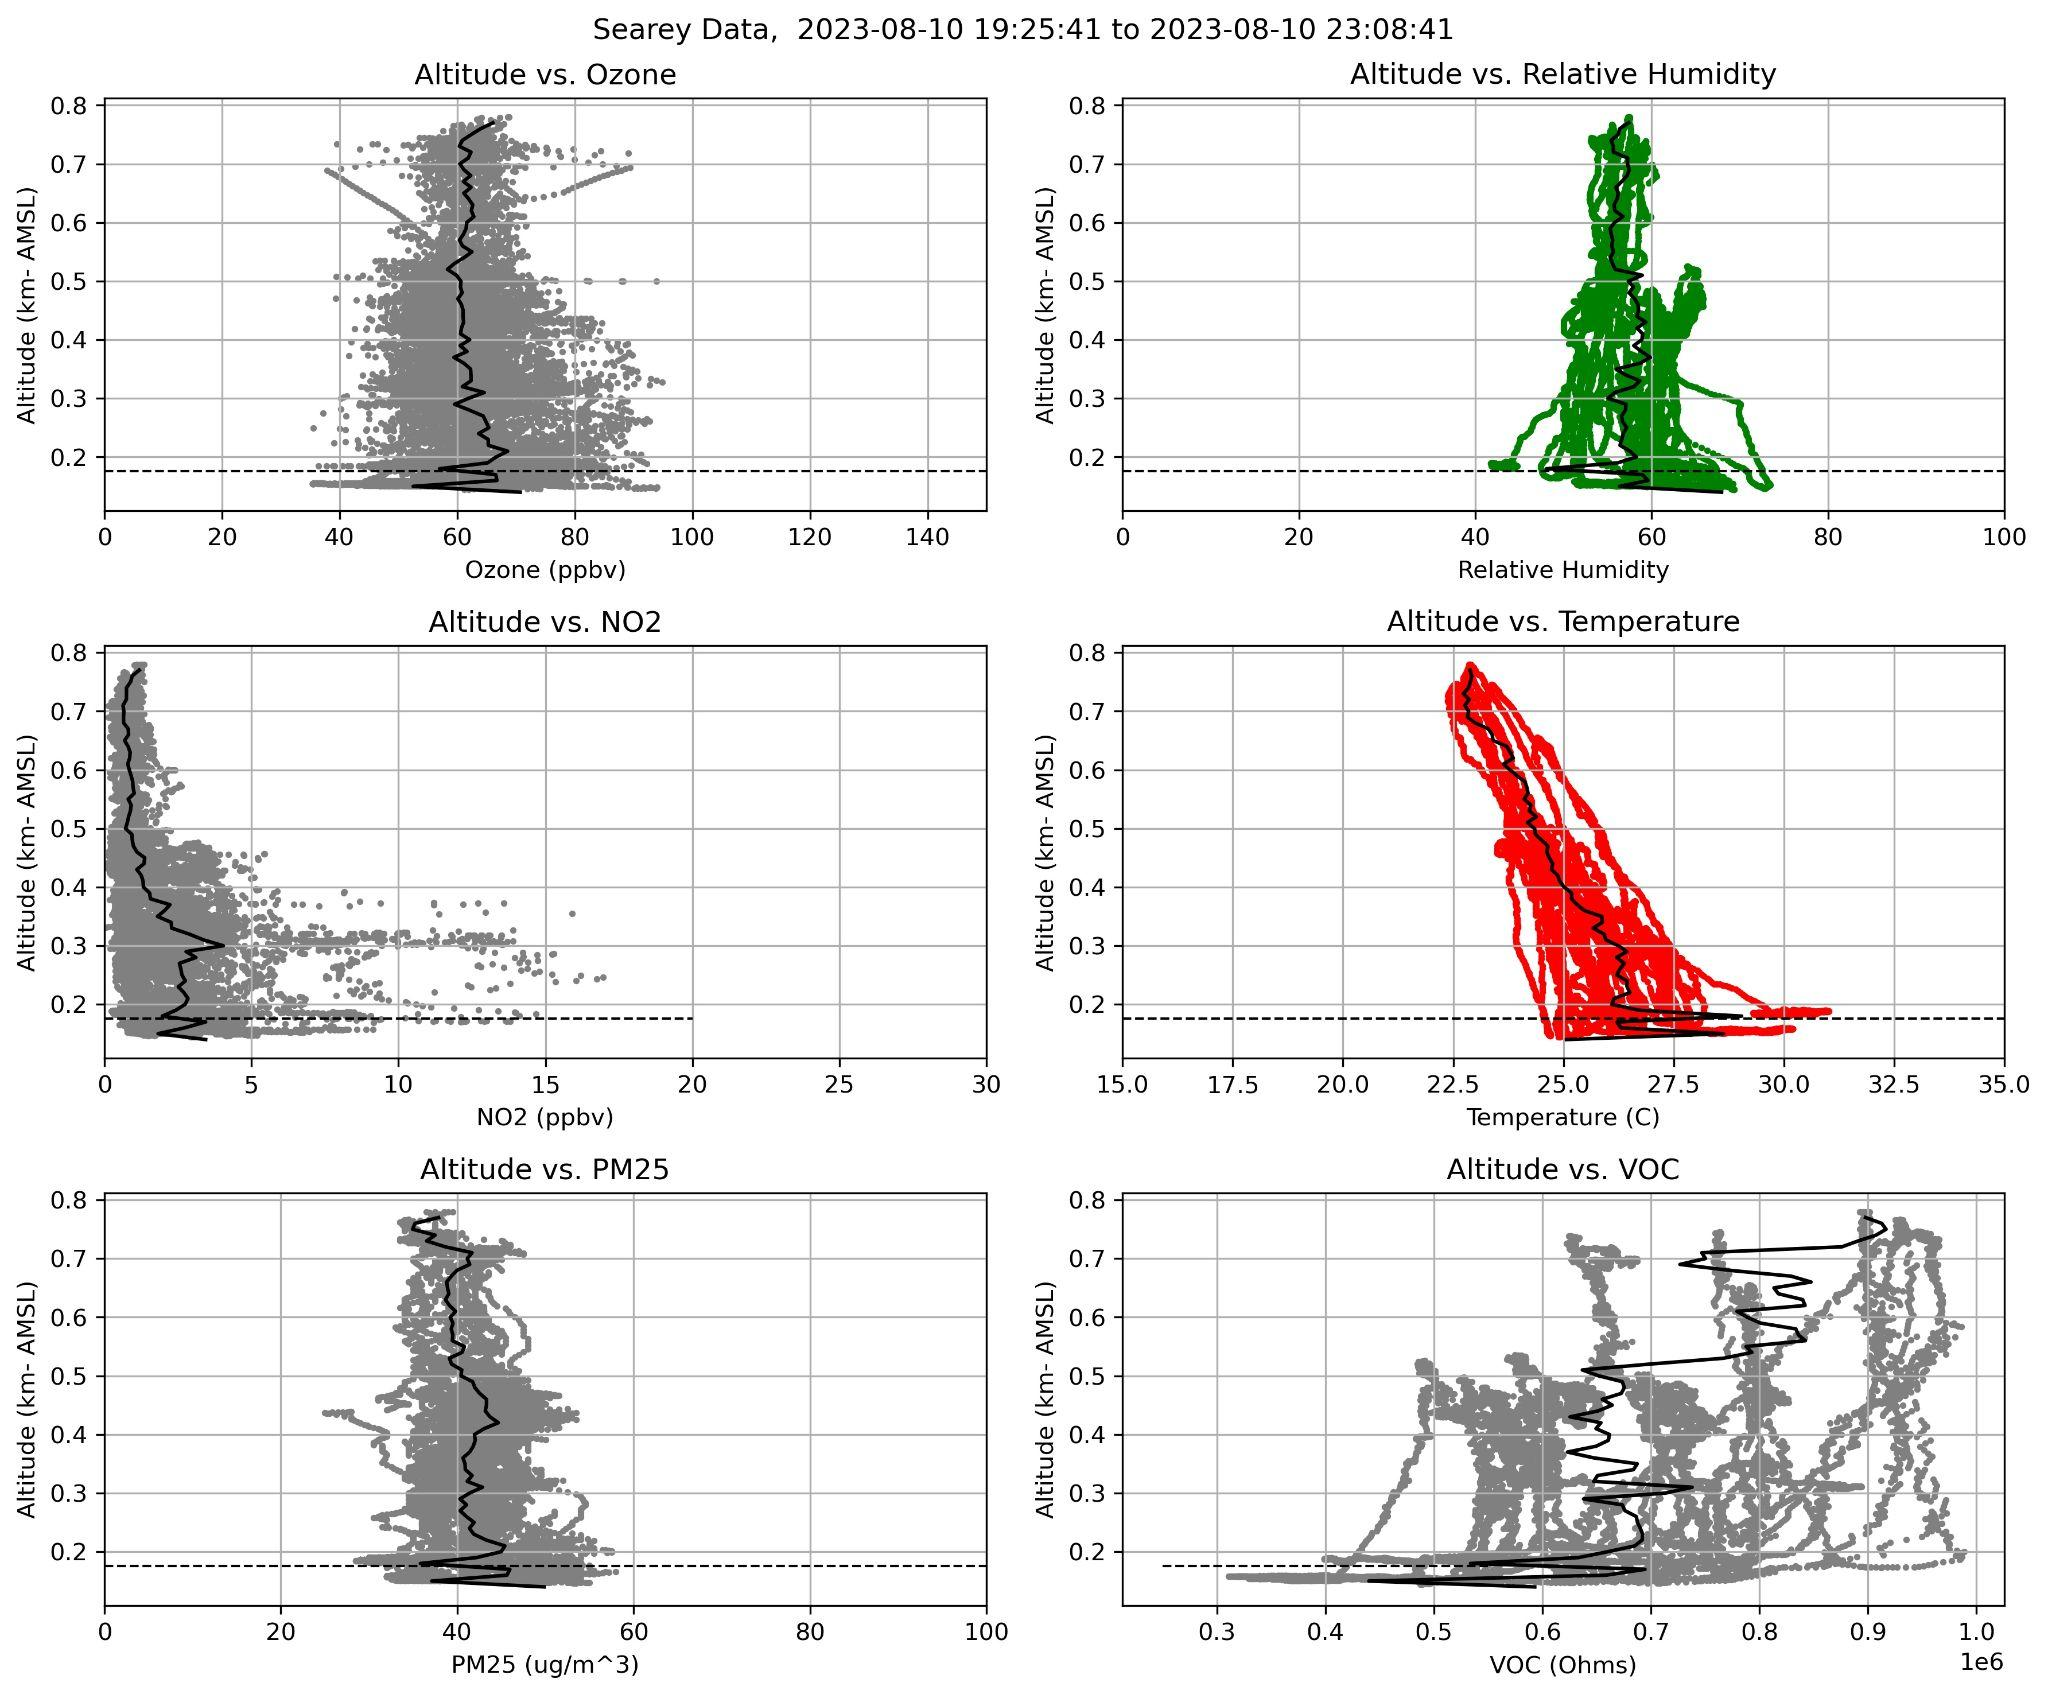 Searey Data,  2023-08-10 19:25:41 to 2023-08-10 23:08:41
Altitude vs. Ozone
0.8
0.7
0.6
0.5
0.4
0.3
0.2
Altitude (km- AMSL)
0 20 40 60 80 100 120 140
Ozone (ppbv)
Altitude vs. Relative Humidity
0.8
0.7
0.6
0.5
0.4
0.3
0.2
Altitude (km- AMSL)
0 20 40 60 80 100
Relative Humidity
Altitude vs. NO2
0.8
0.7
0.6
0.5
0.4
0.3
0.2
Altitude (km- AMSL)
0 5 10 15 20 25 30
NO2 (ppbv)
Altitude vs. Temperature
0.8
0.7
0.6
0.5
0.4
0.3
0.2
Altitude (km- AMSL)
15.0 17.5 20.0 22.5 25.0 27.5 30.0 32.5 35.0
Temperature (C)
Altitude vs. PM25
0.8
0.7
0.6
0.5
0.4
0.3
0.2
Altitude (km- AMSL)
0 20 40 60 80 100
PM25 (ug/m^3)
Altitude vs. VOC
0.8
0.7
0.6
0.5
0.4
0.3
0.2
Altitude (km- AMSL)
0.3 0.4 0.5 0.6 0.7 0.8 0.9 1.0
VOC (Ohms)
1e6